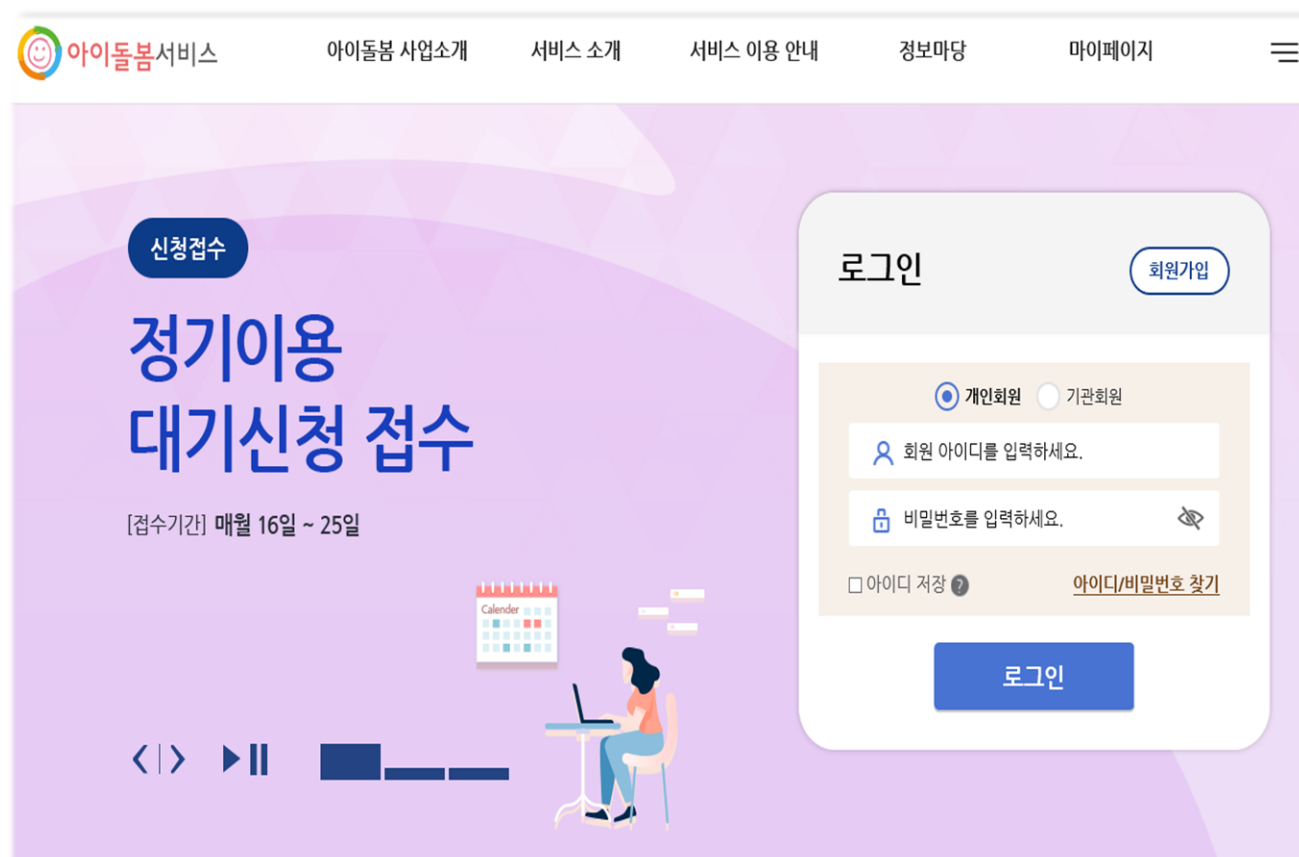 아이돌봄서비스
아이돌봄 사업소개 서비스 소개 서비스 이용 안내 정보마당 마이페이지
신청접수
정기이용
대기신청 접수
[접수기간] 매월 16일 ~ 25일
Calender
로그인 회원가입
개인회원 기관회원
회원 아이디를 입력하세요.
비밀번호를 입력하세요.
아이디 저장 ? 아이디/비밀번호 찾기
로그인